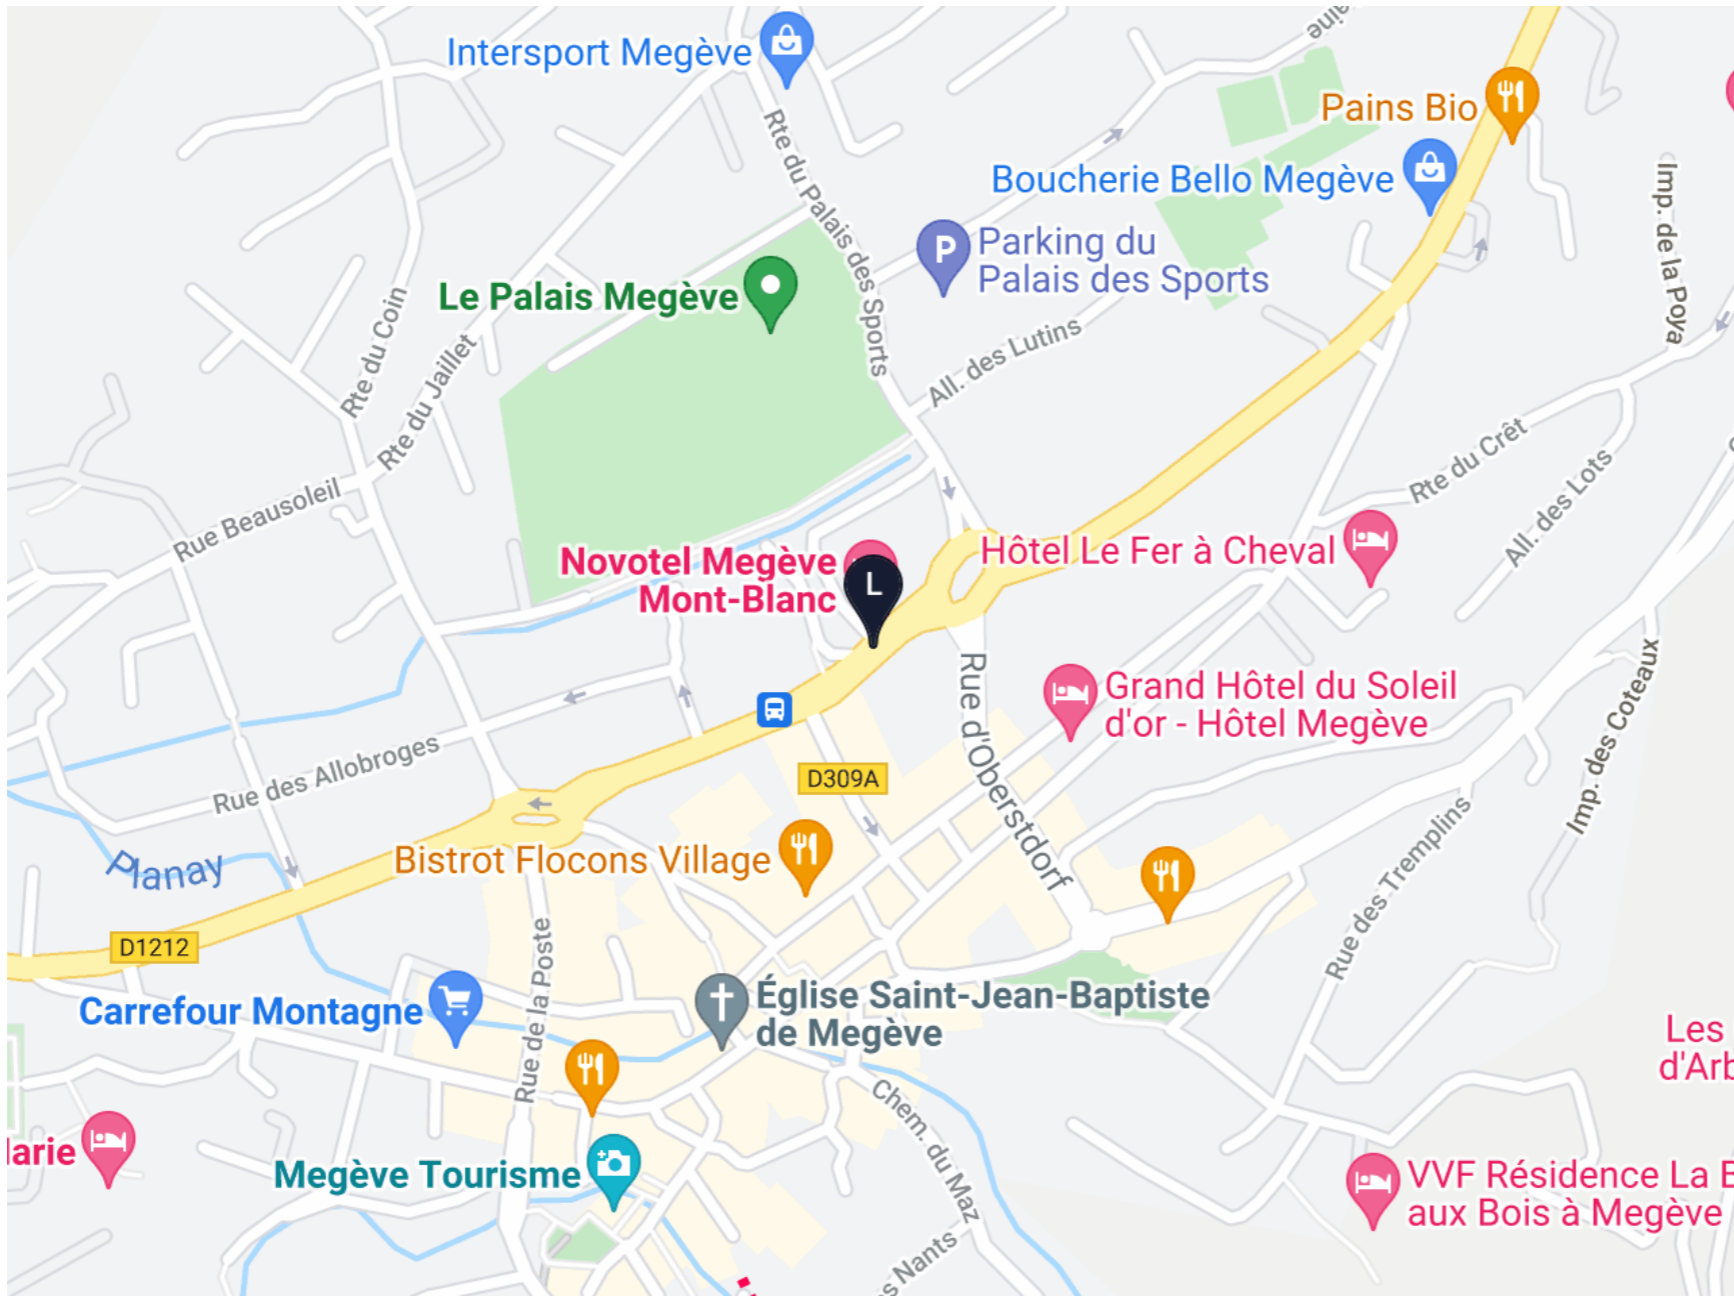 Intersport Megève
Pains Bio
Rte du Palais des Sports
Boucherie Bello Megève
Imp. de la Poya
Parking du
Palais des Sports
Le Palais Megève
Rte du Coin
Rte du Jaillet
All. des Lutins
Rue Beausoleil
Rte du Crêt
All. des Lots
Novotel Megève
Mont-Blanc
L
Hôtel Le Fer à Cheval
Rue d'Oberstdorf
Grand Hôtel du Soleil
d'or - Hôtel Megève
Imp. des Coteaux
Rue des Allobroges
D309A
Planay
Bistrot Flocons Village
Rue des Tremplins
D1212
Rue de la Poste
Carrefour Montagne
Église Saint-Jean-Baptiste
de Megève
Les
d'Arb
Chem. du Maz
arie
Megève Tourisme
VVF Résidence La B
aux Bois à Megève
s Nants
P
aine